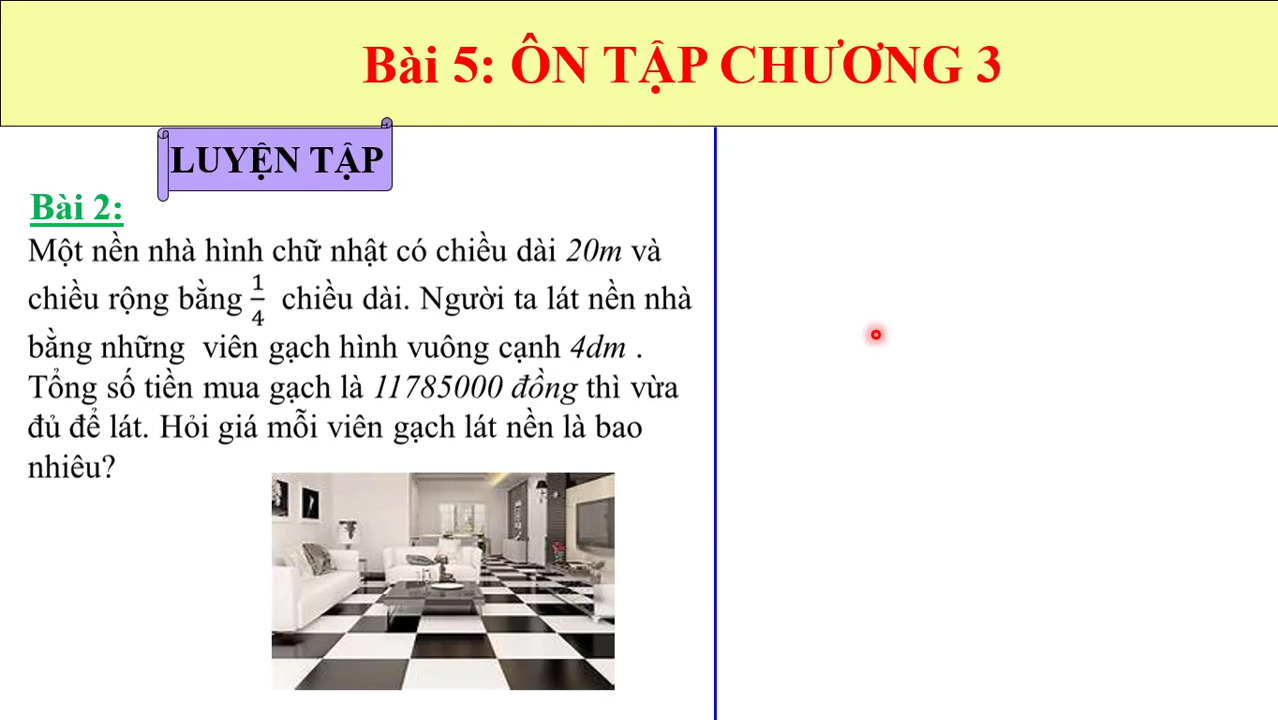 Bài 5: ÔN TẬP CHƯƠNG 3
LUYỆN TẬP
Bài 2:
Một nền nhà hình chữ nhật có chiều dài 20m và
chiều rộng bằng 1/4 chiều dài. Người ta lát nền nhà
bằng những viên gạch hình vuông cạnh 4dm .
Tổng số tiền mua gạch là 11785000 đồng thì vừa
đủ để lát. Hỏi giá mỗi viên gạch lát nền là bao
nhiêu?